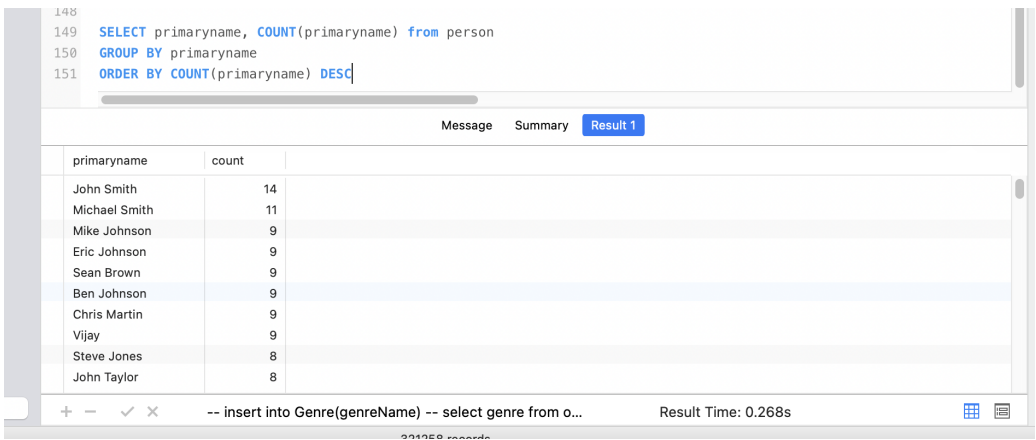 148
149 SELECT primaryname, COUNT(primaryname) from person
150 GROUP BY primaryname
151 ORDER BY COUNT(primaryname) DESC
Message Summary Result 1
primaryname count
John Smith 14
Michael Smith 11
Mike Johnson 9
Eric Johnson 9
Sean Brown 9
Ben Johnson 9
Chris Martin 9
Vijay 9
Steve Jones 8
John Taylor 8
-- insert into Genre(genreName) -- select genre from o... Result Time: 0.268s
321258 records